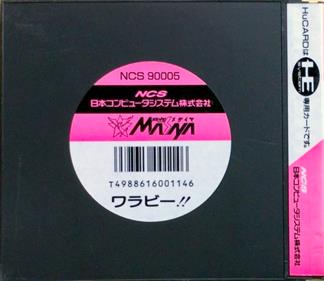 NCS 90005
NCS
日本コンピュータシステム株式会社
MASAYA
T4988616001146
ワラビー!!
HuCARDは
HE
専用カードです。
NCS
日本コンピュータシステム株式会社